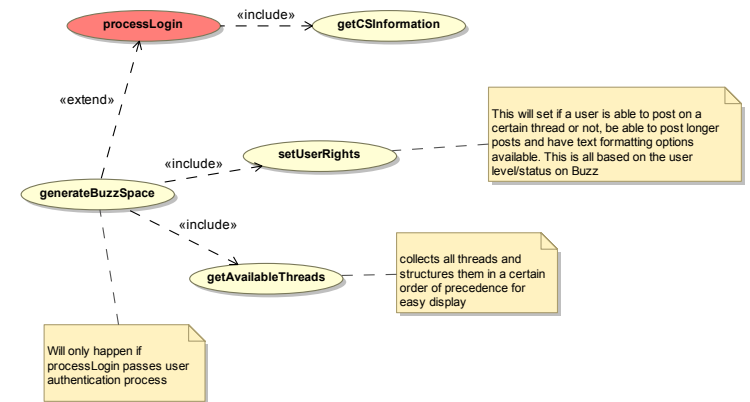 processLogin
«include»
getCSInformation
«extend»
This will set if a user is able to post on a
certain thread or not, be able to post longer
posts and have text formatting options
available. This is all based on the user
level/status on Buzz
setUserRights
«include»
generateBuzzSpace
«include»
getAvailableThreads
collects all threads and
structures them in a certain
order of precedence for
easy display
Will only happen if
processLogin passes user
authentication process